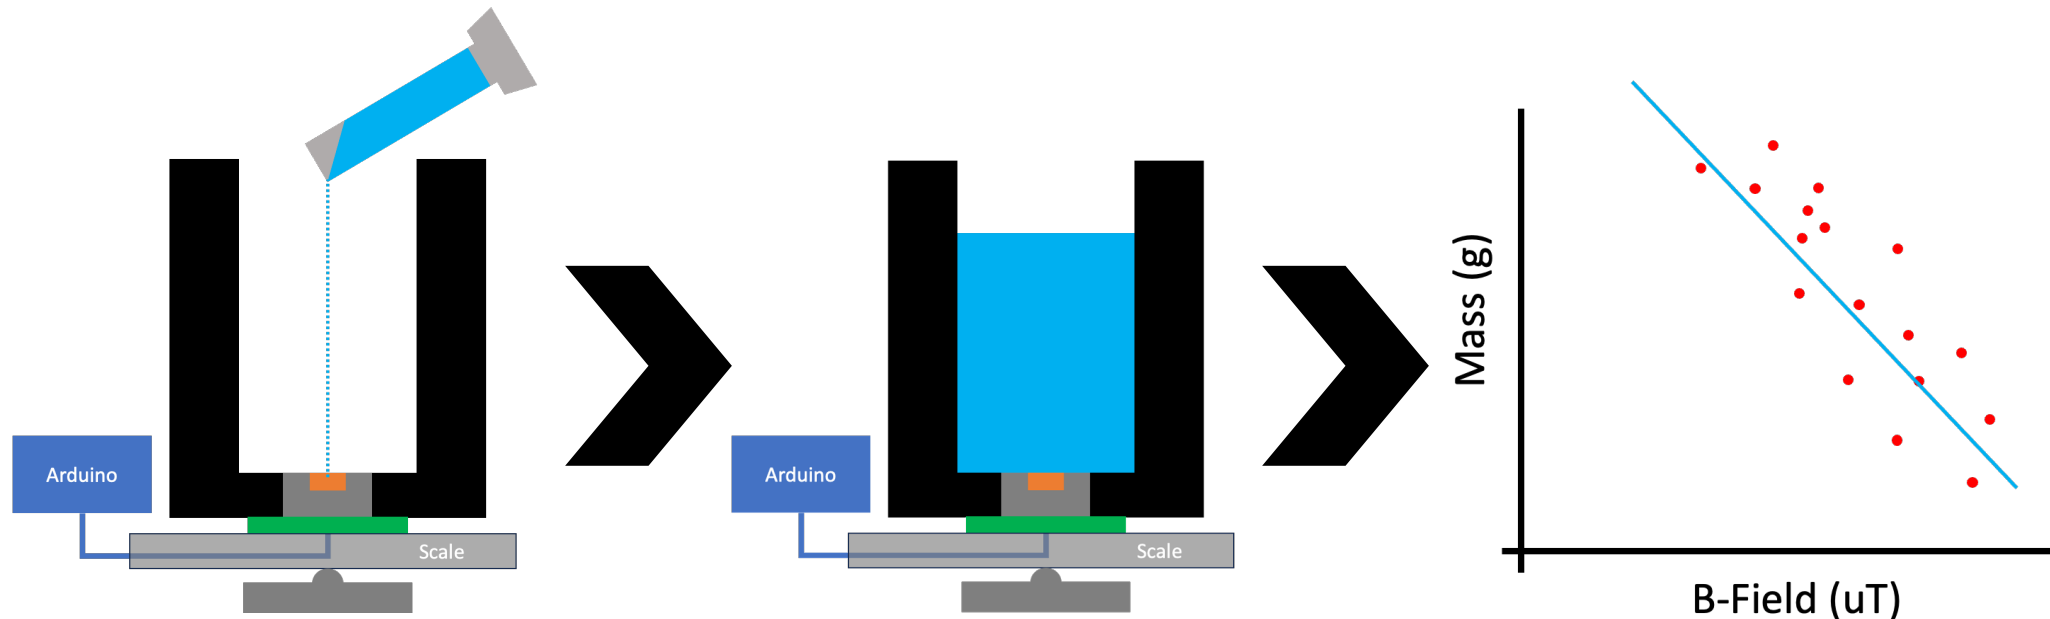 Arduino
Scale
Arduino
Scale
Mass (g)
B-Field (uT)